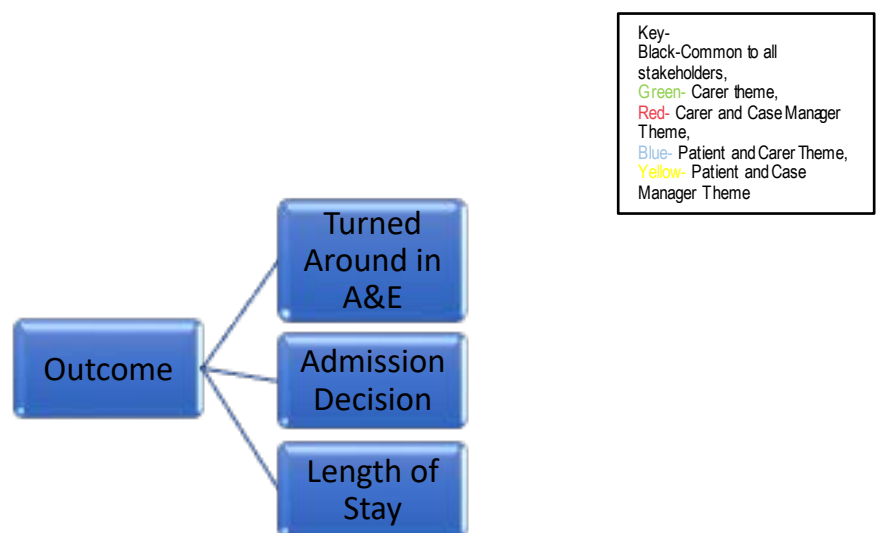 Key-
Black-Common to all
stakeholders,
Green- Carer theme,
Red- Carer and Case Manager
Theme,
Blue- Patient and Carer Theme,
Yellow- Patient and Case
Manager Theme
Turned
Around in
A&E
Outcome
Admission
Decision
Length of
Stay